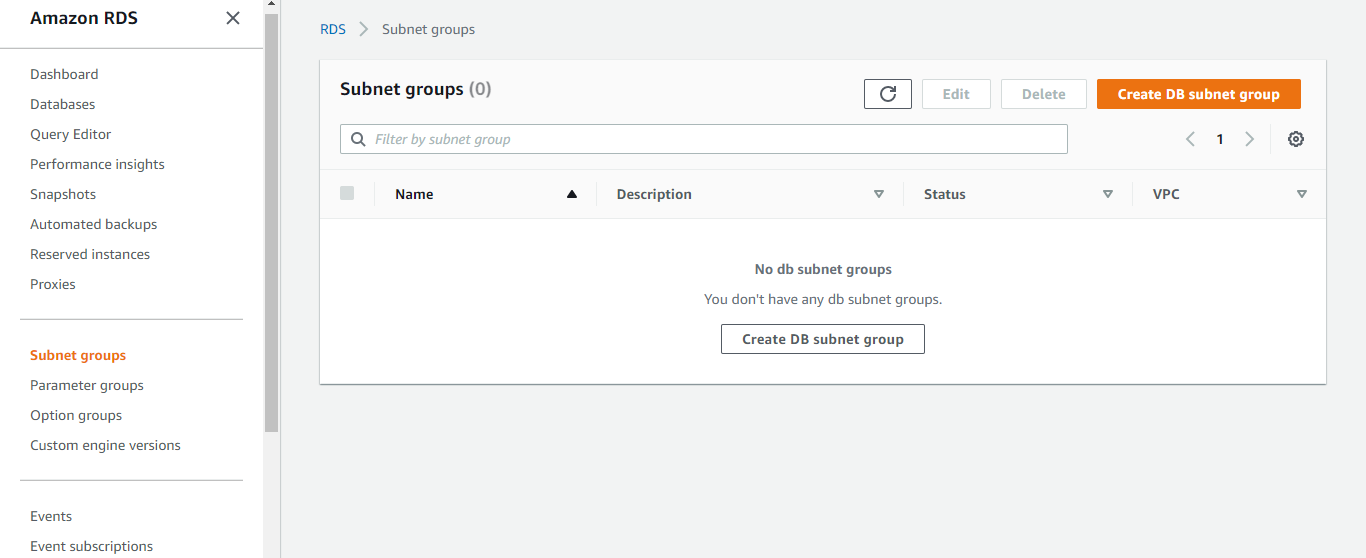 Amazon RDS
Dashboard
Databases
Query Editor
Performance insights
Snapshots
Automated backups
Reserved instances
Proxies
Subnet groups
Parameter groups
Option groups
Custom engine versions
Events
Event subscriptions
RDS Subnet groups
Subnet groups (0) Edit Delete Create DB subnet group
Filter by subnet group 1
Name Description Status VPC
No db subnet groups
You don't have any db subnet groups.
Create DB subnet group